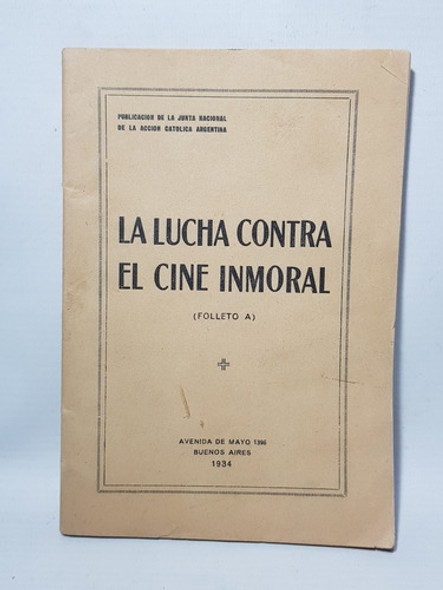 PUBLICACION DE LA JUNTA NACIONAL
DE LA ACCION CATOLICA ARGENTINA
LA LUCHA CONTRA
EL CINE INMORAL
(FOLLETO A)
AVENIDA DE MAYO 1396
BUENOS AIRES
1934